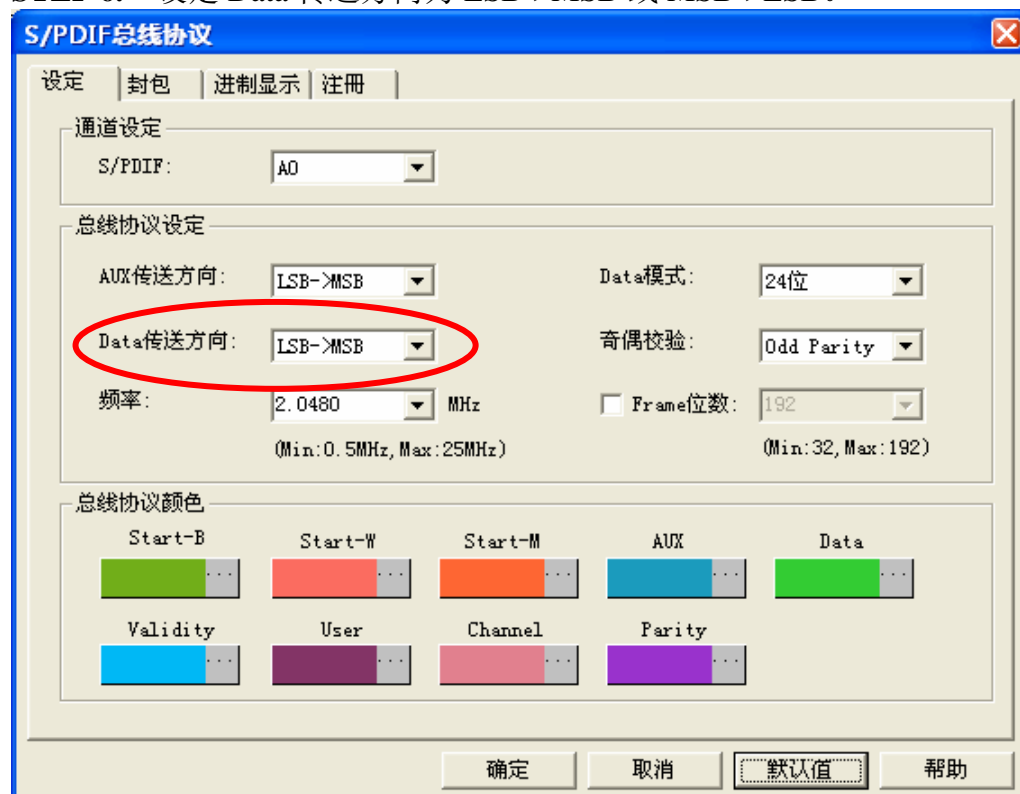 S/PDIF总线协议
设定 封包 进制显示 注册
通道设定
S/PDIF: A0
总线协议设定
AUX传送方向: LSB->MSB Data模式: 24位
Data传送方向: LSB->MSB 奇偶校验: Odd Parity
频率: 2.0480 MHz Frame位数: 192
(Min:0.5MHz,Max:25MHz) (Min:32,Max:192)
总线协议颜色
Start-B Start-W Start-M AUX Data
... ... ... ... ...
Validity User Channel Parity
... ... ... ...
确定 取消 默认值 帮助